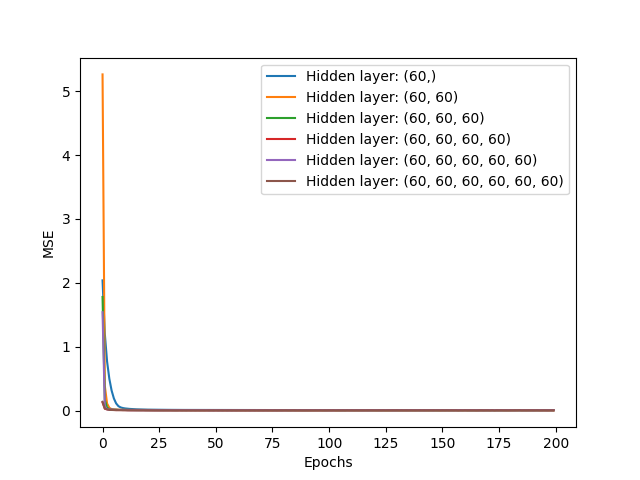 Hidden layer: (60,)
Hidden layer: (60, 60)
Hidden layer: (60, 60, 60)
Hidden layer: (60, 60, 60, 60)
Hidden layer: (60, 60, 60, 60, 60)
Hidden layer: (60, 60, 60, 60, 60, 60)
MSE
5
4
3
2
1
0
0 25 50 75 100 125 150 175 200
Epochs